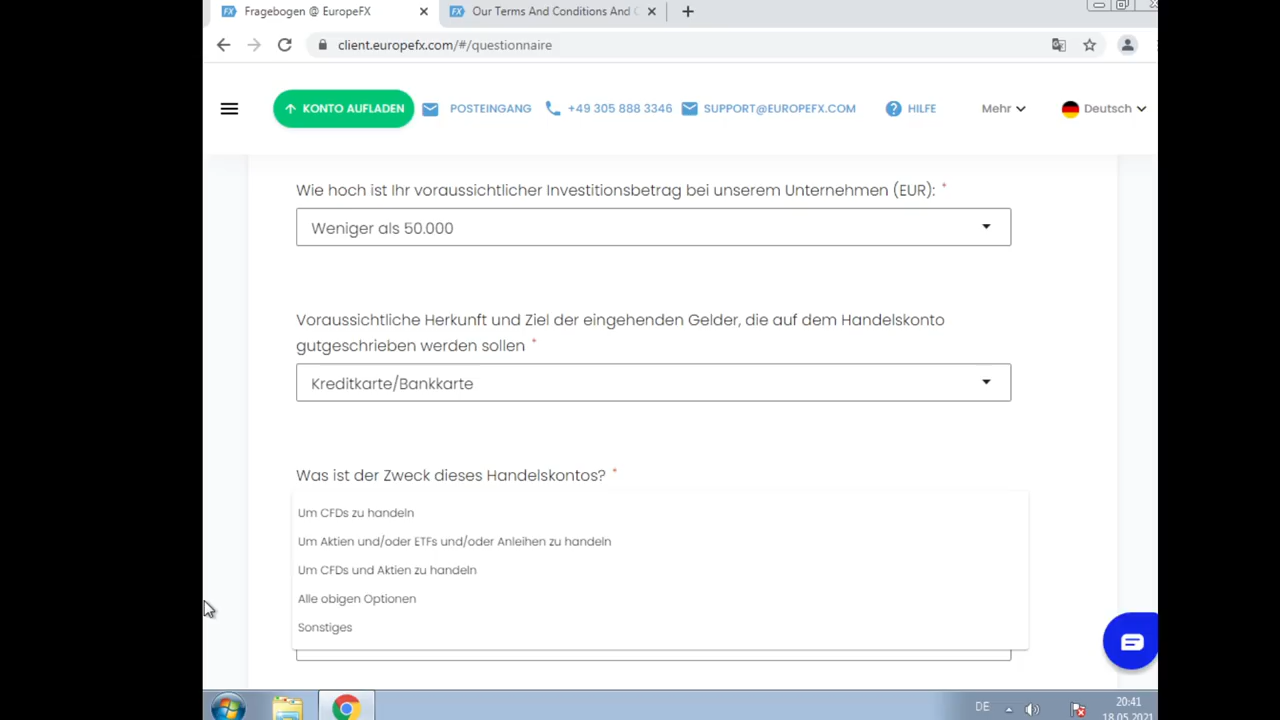 Fragebogen @ EuropeFX
FX Our Terms And Conditions And
client.europefx.com/#/questionnaire
KONTO AUFLADEN
POSTEINGANG
+49 305 888 3346
SUPPORT@EUROPEFX.COM
HILFE
Mehr
Deutsch
Wie hoch ist Ihr voraussichtlicher Investitionsbetrag bei unserem Unternehmen (EUR): *
Weniger als 50.000
Voraussichtliche Herkunft und Ziel der eingehenden Gelder, die auf dem Handelskonto
gutgeschrieben werden sollen *
Kreditkarte/Bankkarte
Was ist der Zweck dieses Handelskontos? *
Um CFDs zu handeln
Um Aktien und/oder ETFs und/oder Anleihen zu handeln
Um CFDs und Aktien zu handeln
Alle obigen Optionen
Sonstiges
DE
20:41
18.05.2021